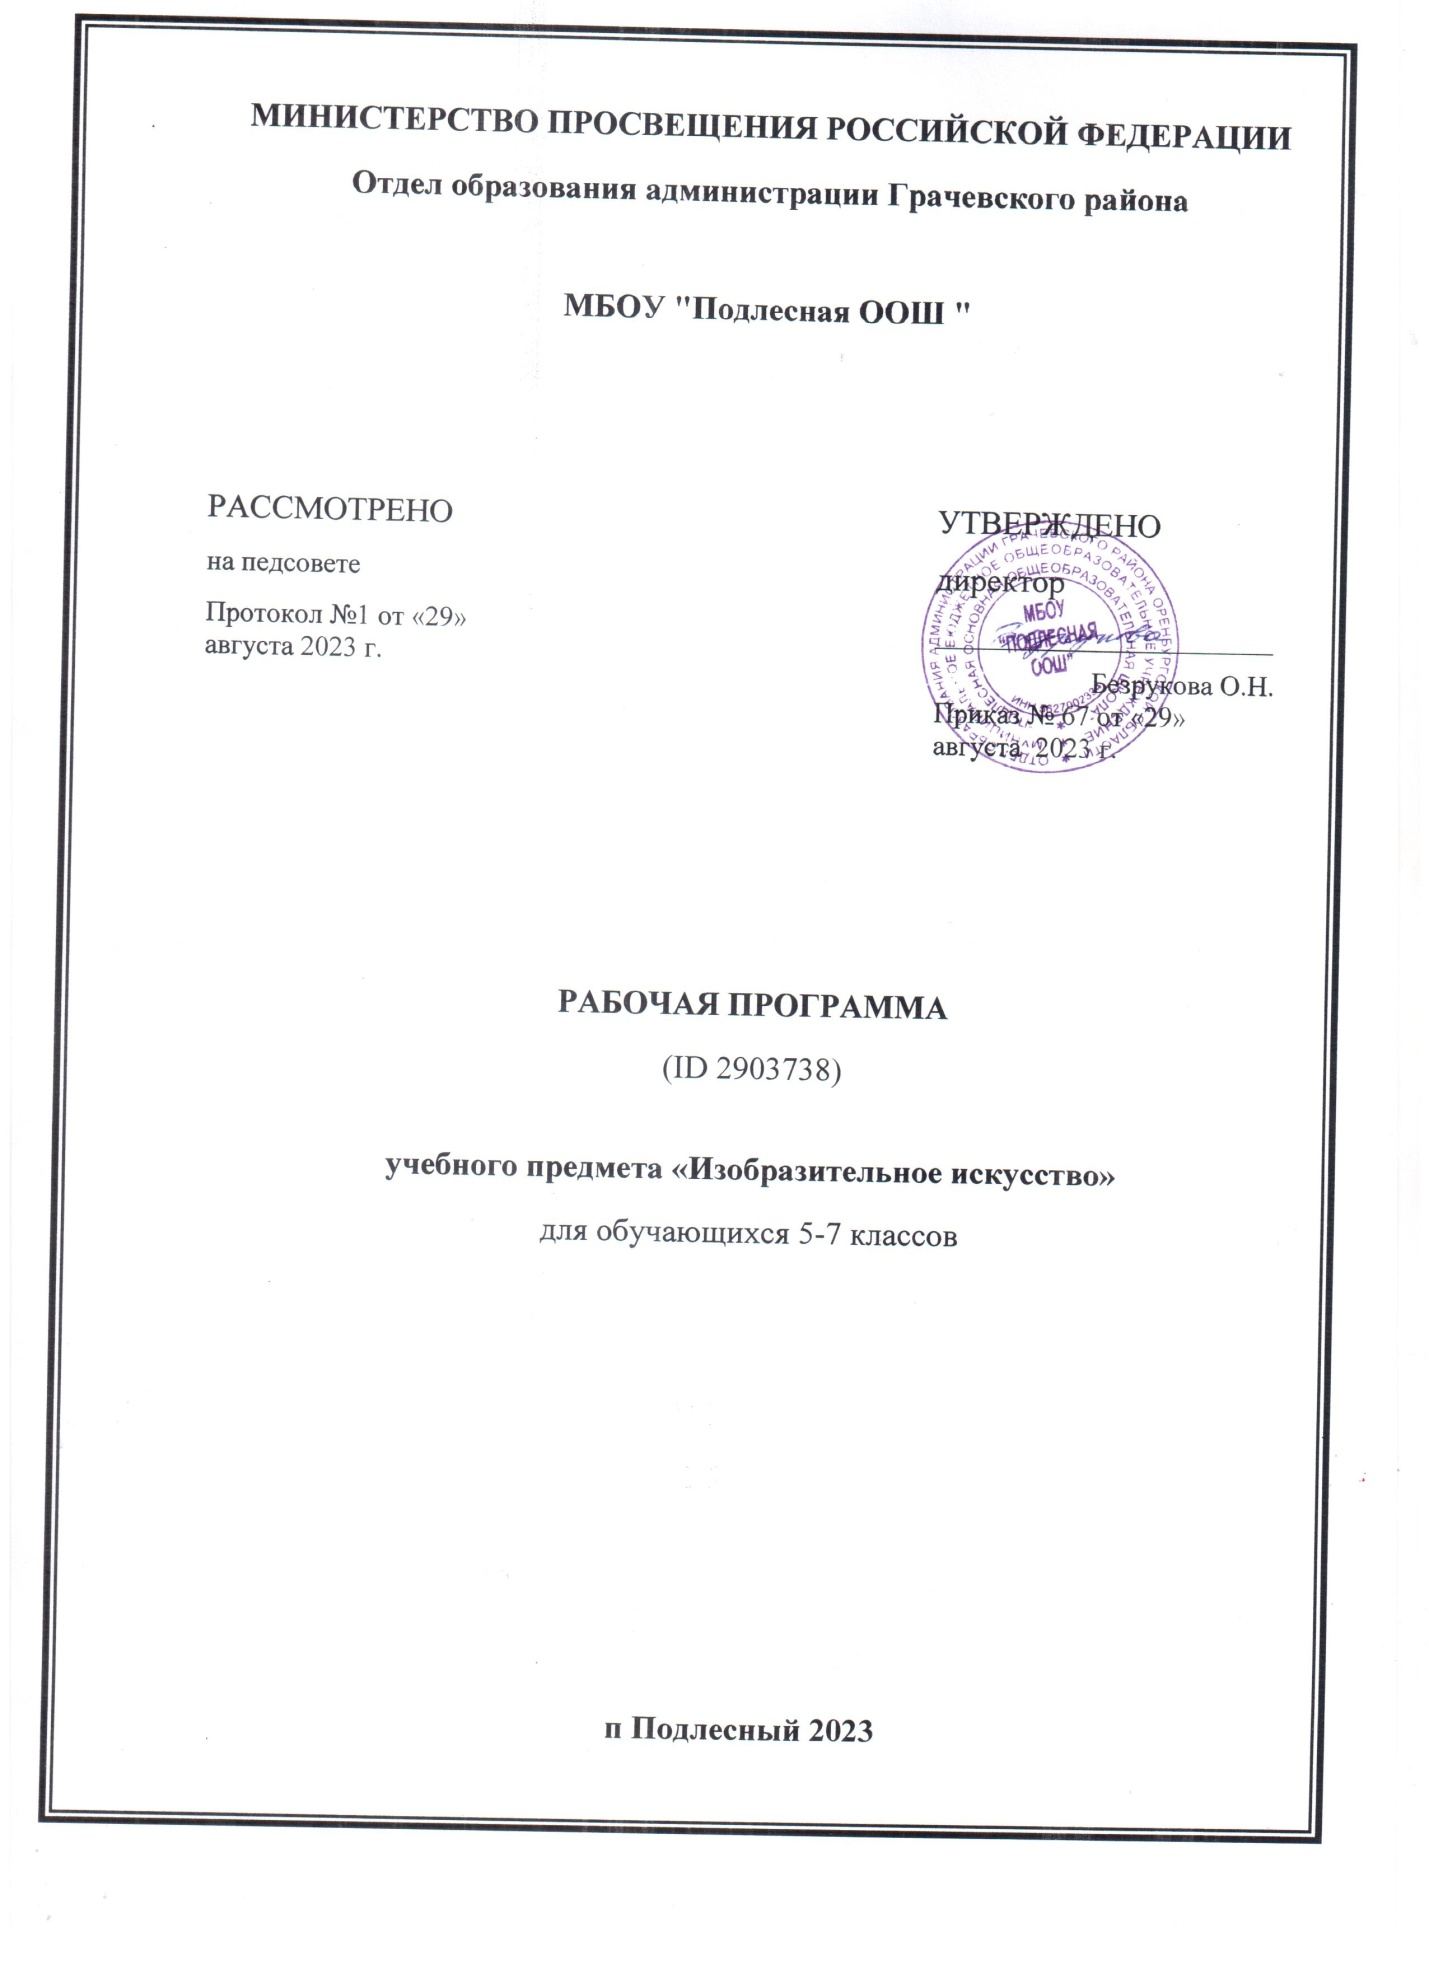 МИНИСТЕРСТВО ПРОСВЕЩЕНИЯ РОССИЙСКОЙ ФЕДЕРАЦИИ
Отдел образования администрации Грачевского района
МБОУ "Подлесная ООШ "
РАССМОТРЕНО
на педсовете
Протокол №1 от «29»
августа 2023 г.
УТВЕРЖДЕНО
директор
МБОУ
"ПОДЛЕСНАЯ
ООШ"
Безрукова О.Н.
Приказ № 67 от «29»
августа 2023 г.
РАБОЧАЯ ПРОГРАММА
(ID 2903738)
учебного предмета «Изобразительное искусство»
для обучающихся 5-7 классов
п Подлесный 2023